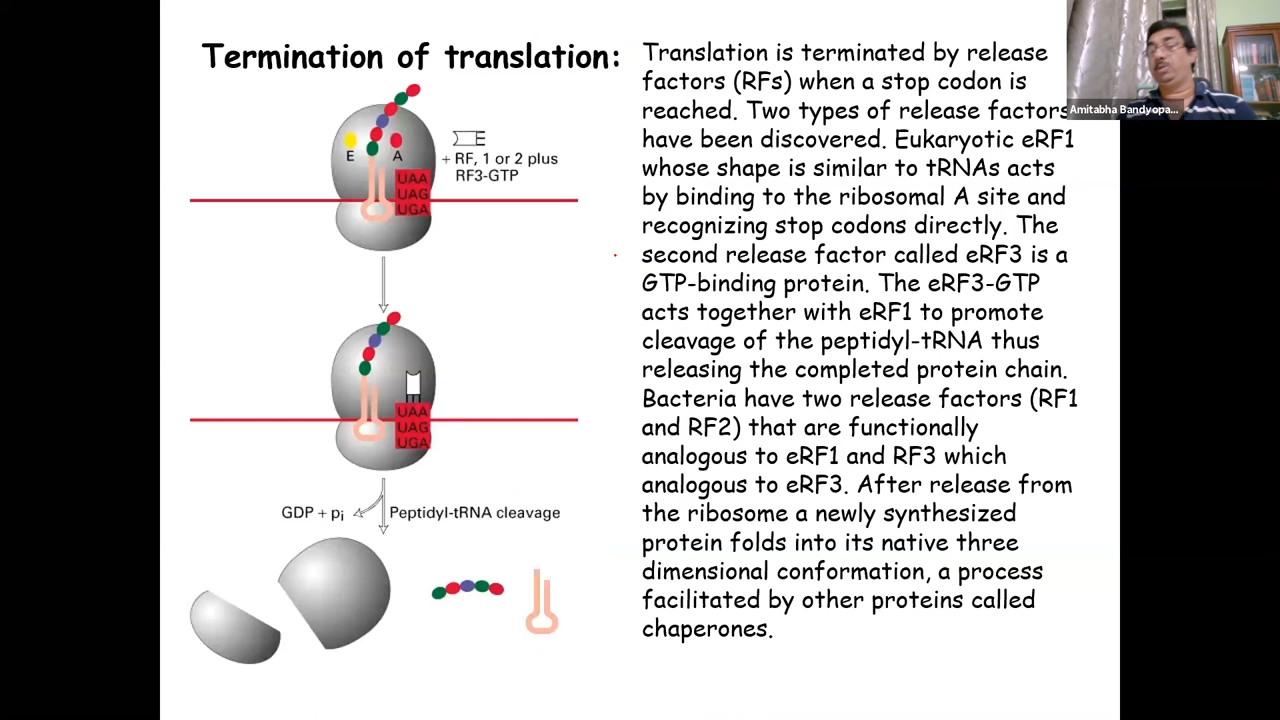 Termination of translation:
E
A
E
+ RF, 1 or 2 plus
RF3-GTP
UAA
UAG
UGA
UAA
UAG
UGA
GDP + pi
Peptidyl-tRNA cleavage
Translation is terminated by release
factors (RFs) when a stop codon is
reached. Two types of release factors
have been discovered. Eukaryotic eRF1
whose shape is similar to tRNAs acts
by binding to the ribosomal A site and
recognizing stop codons directly. The
second release factor called eRF3 is a
GTP-binding protein. The eRF3-GTP
acts together with eRF1 to promote
cleavage of the peptidyl-tRNA thus
releasing the completed protein chain.
Bacteria have two release factors (RF1
and RF2) that are functionally
analogous to eRF1 and RF3 which
analogous to eRF3. After release from
the ribosome a newly synthesized
protein folds into its native three
dimensional conformation, a process
facilitated by other proteins called
chaperones.
Amitabha Bandyopa...